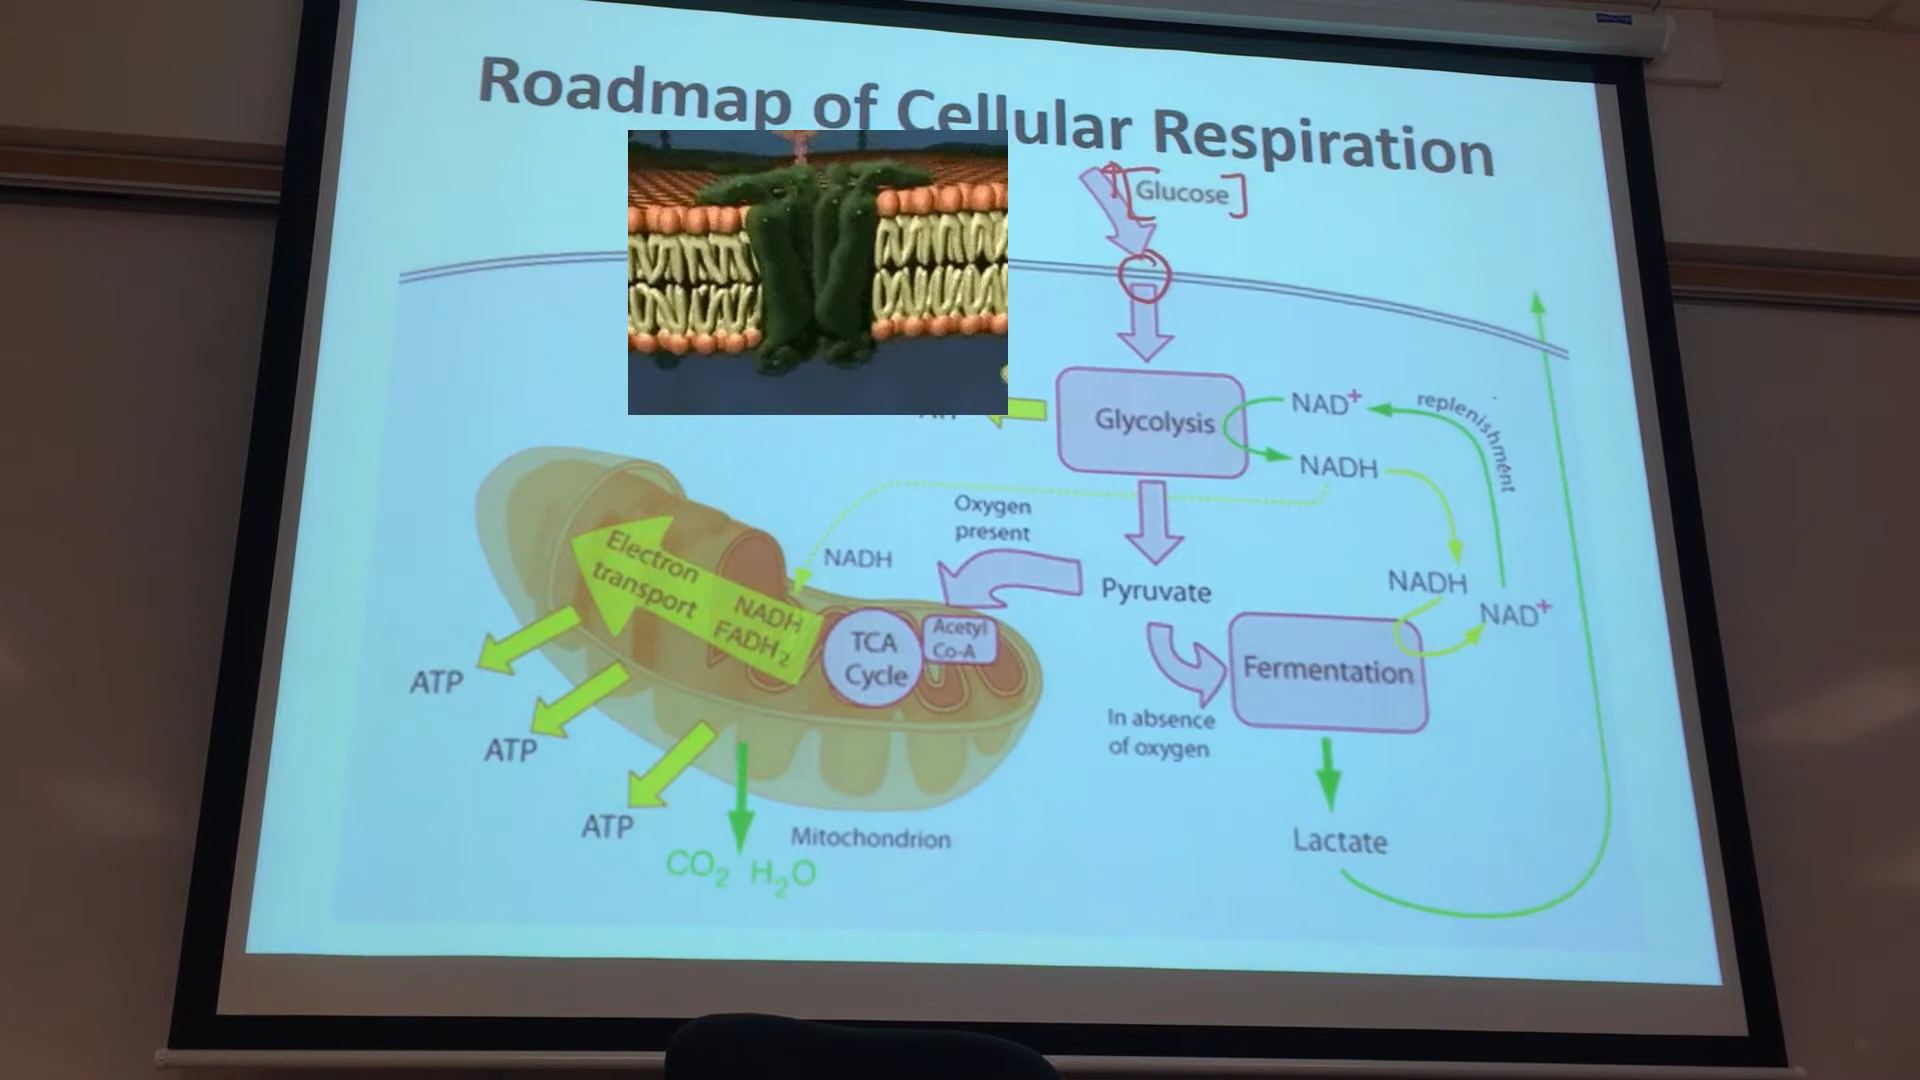 Roadmap of Cellular Respiration
[Glucose]
Glycolysis
NAD+
replenishment
NADH
Oxygen
present
NADH
Pyruvate
NADH
NAD+
Electron
transport
NADH
FADH2
TCA
Cycle
Acetyl
Co-A
Fermentation
ATP
In absence
of oxygen
ATP
ATP
Mitochondrion
Lactate
CO2 H2O